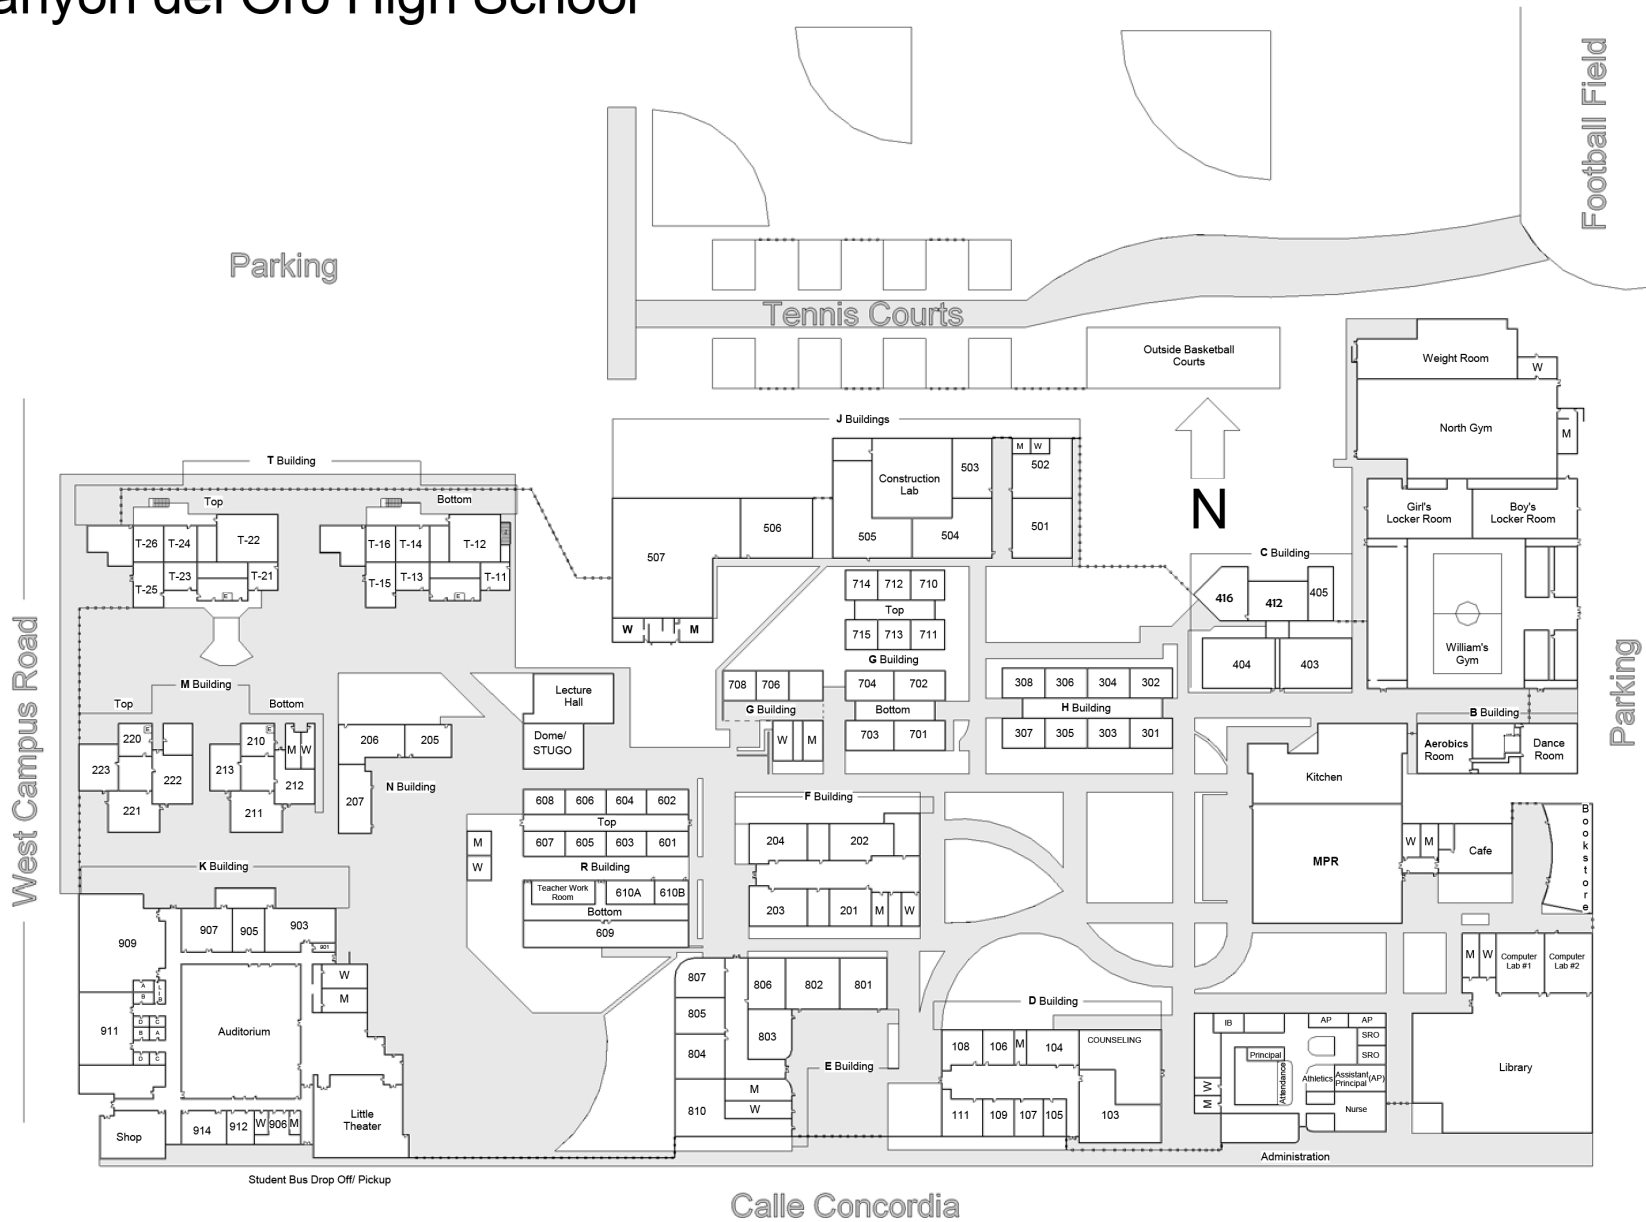 anyon del Oro High School
Football Field
Parking
Tennis Courts
Outside Basketball
Courts
Weight Room
W
North Gym
M
J Buildings
M W
502
503
Construction
Lab
506
505
504
501
507
W
M
N
T Building
Top
Bottom
T-26
T-24
T-22
T-23
T-21
T-25
E
T-16
T-14
T-12
T-15
T-13
T-11
E
Girl's
Locker Room
Boy's
Locker Room
C Building
416
412
405
404
403
William's
Gym
714 712 710
Top
715 713 711
G Building
708 706
704 702
G Building
Bottom
703 701
W M
308 306 304 302
H Building
307 305 303 301
West Campus Road
Parking
M Building
Top
Bottom
220
E
223
222
221
210
E
M W
213
212
211
206
205
N Building
207
Lecture
Hall
Dome/
STUGO
B Building
Aerobics
Room
Dance
Room
Kitchen
MPR
W M
Cafe
Bookstore
608 606 604 602
Top
607 605 603 601
R Building
Teacher Work
Room
610A
610B
Bottom
609
M
W
F Building
204
202
203
201
M
W
K Building
909
907
905
903
901
W
M
A
B
L
I
B
D C
B A
D C
911
Auditorium
Little
Theater
Shop
914
912
W
906
M
807
806
802
801
805
803
804
M
W
810
E Building
D Building
108
106
M
104
COUNSELING
111
109
107
105
103
M W
Computer
Lab #1
Computer
Lab #2
Library
IB
AP
AP
SRO
SRO
Principal
Attendance
Athletics
Assistant
Principal
(AP)
Nurse
W
M
Administration
Student Bus Drop Off/ Pickup
Calle Concordia